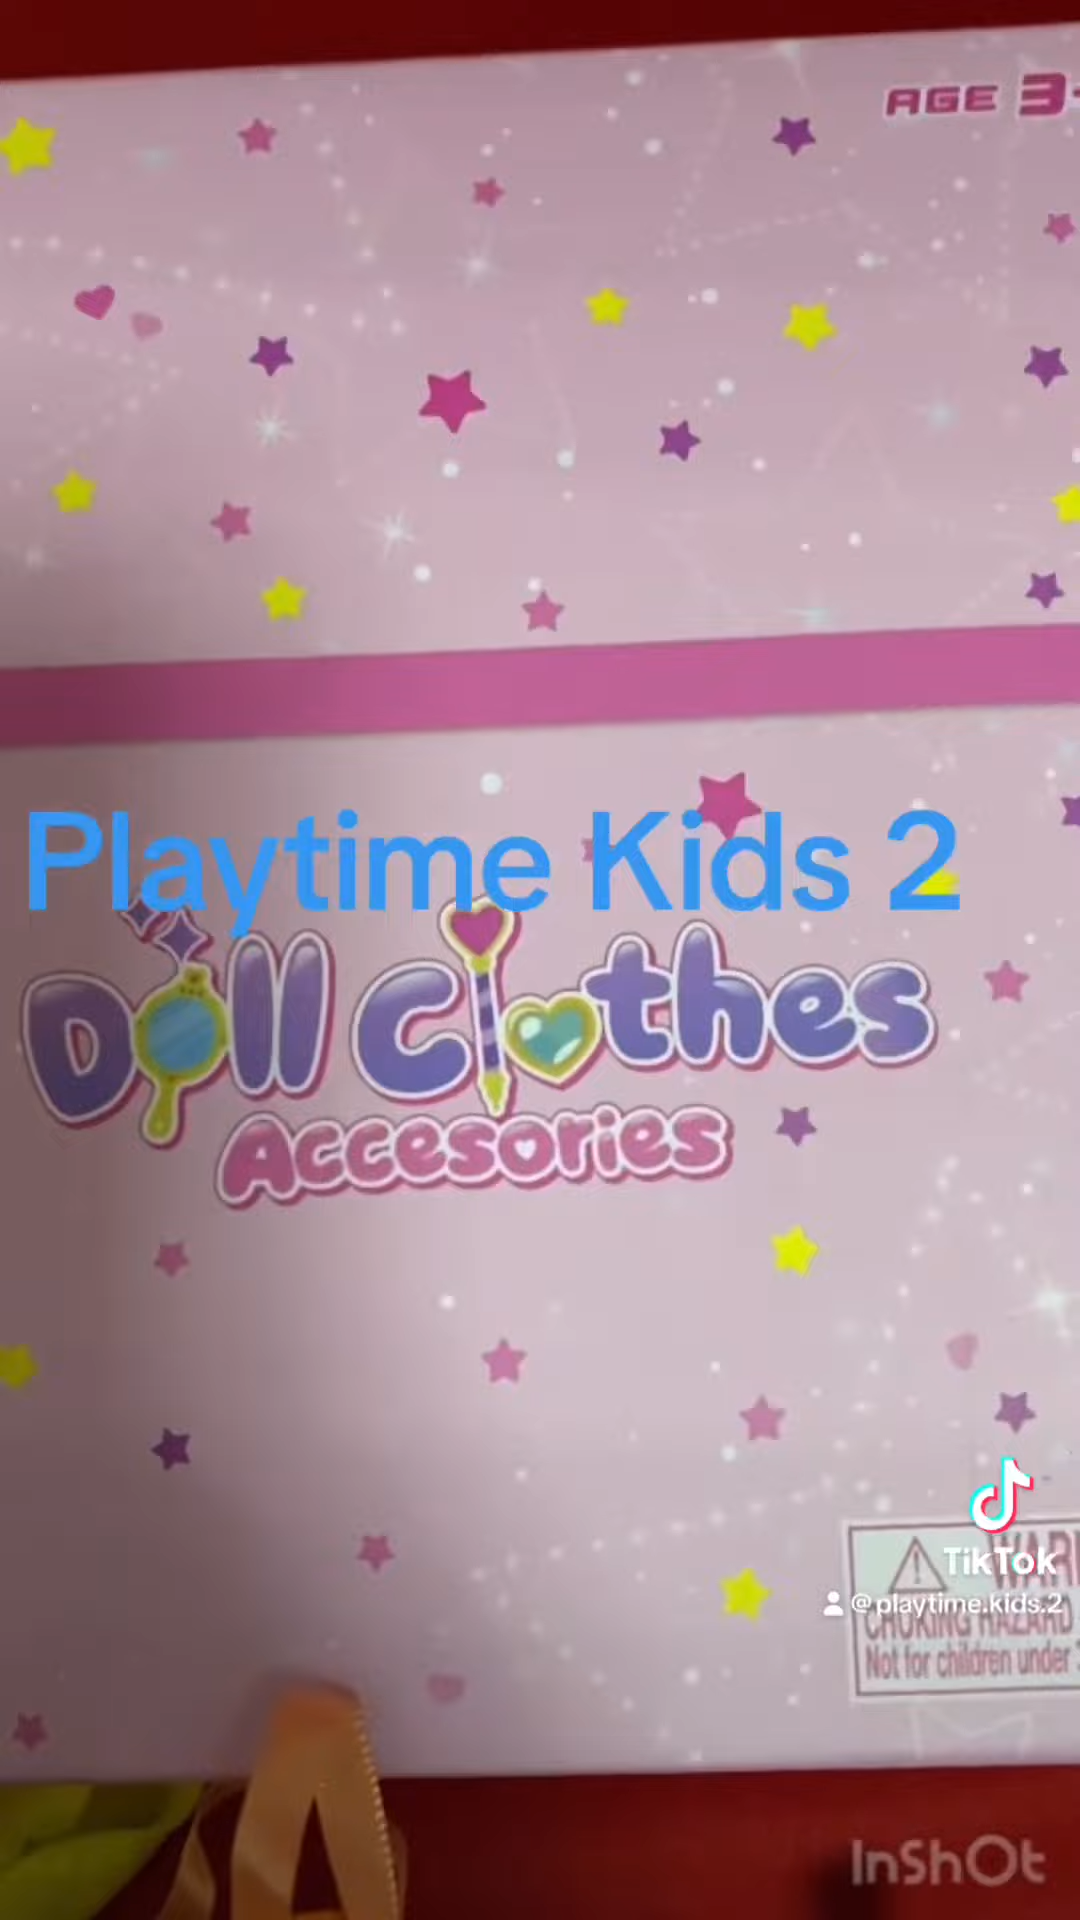 AGE 3
Playtime Kids 2
Doll Clothes
Accesories
TikTok
@playtime.kids.2
CHOKING HAZARD
Not for children under
InShOt